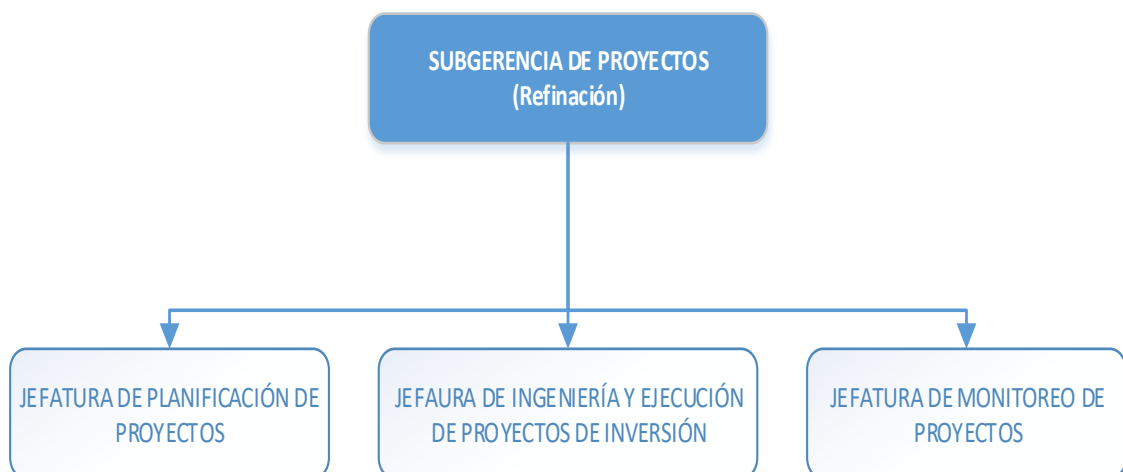 SUBGERENCIA DE PROYECTOS
(Refinación)
JEFATURA DE PLANIFICACIÓN DE
PROYECTOS
JEFAURA DE INGENIERÍA Y EJECUCIÓN
DE PROYECTOS DE INVERSIÓN
JEFATURA DE MONITOREO DE
PROYECTOS